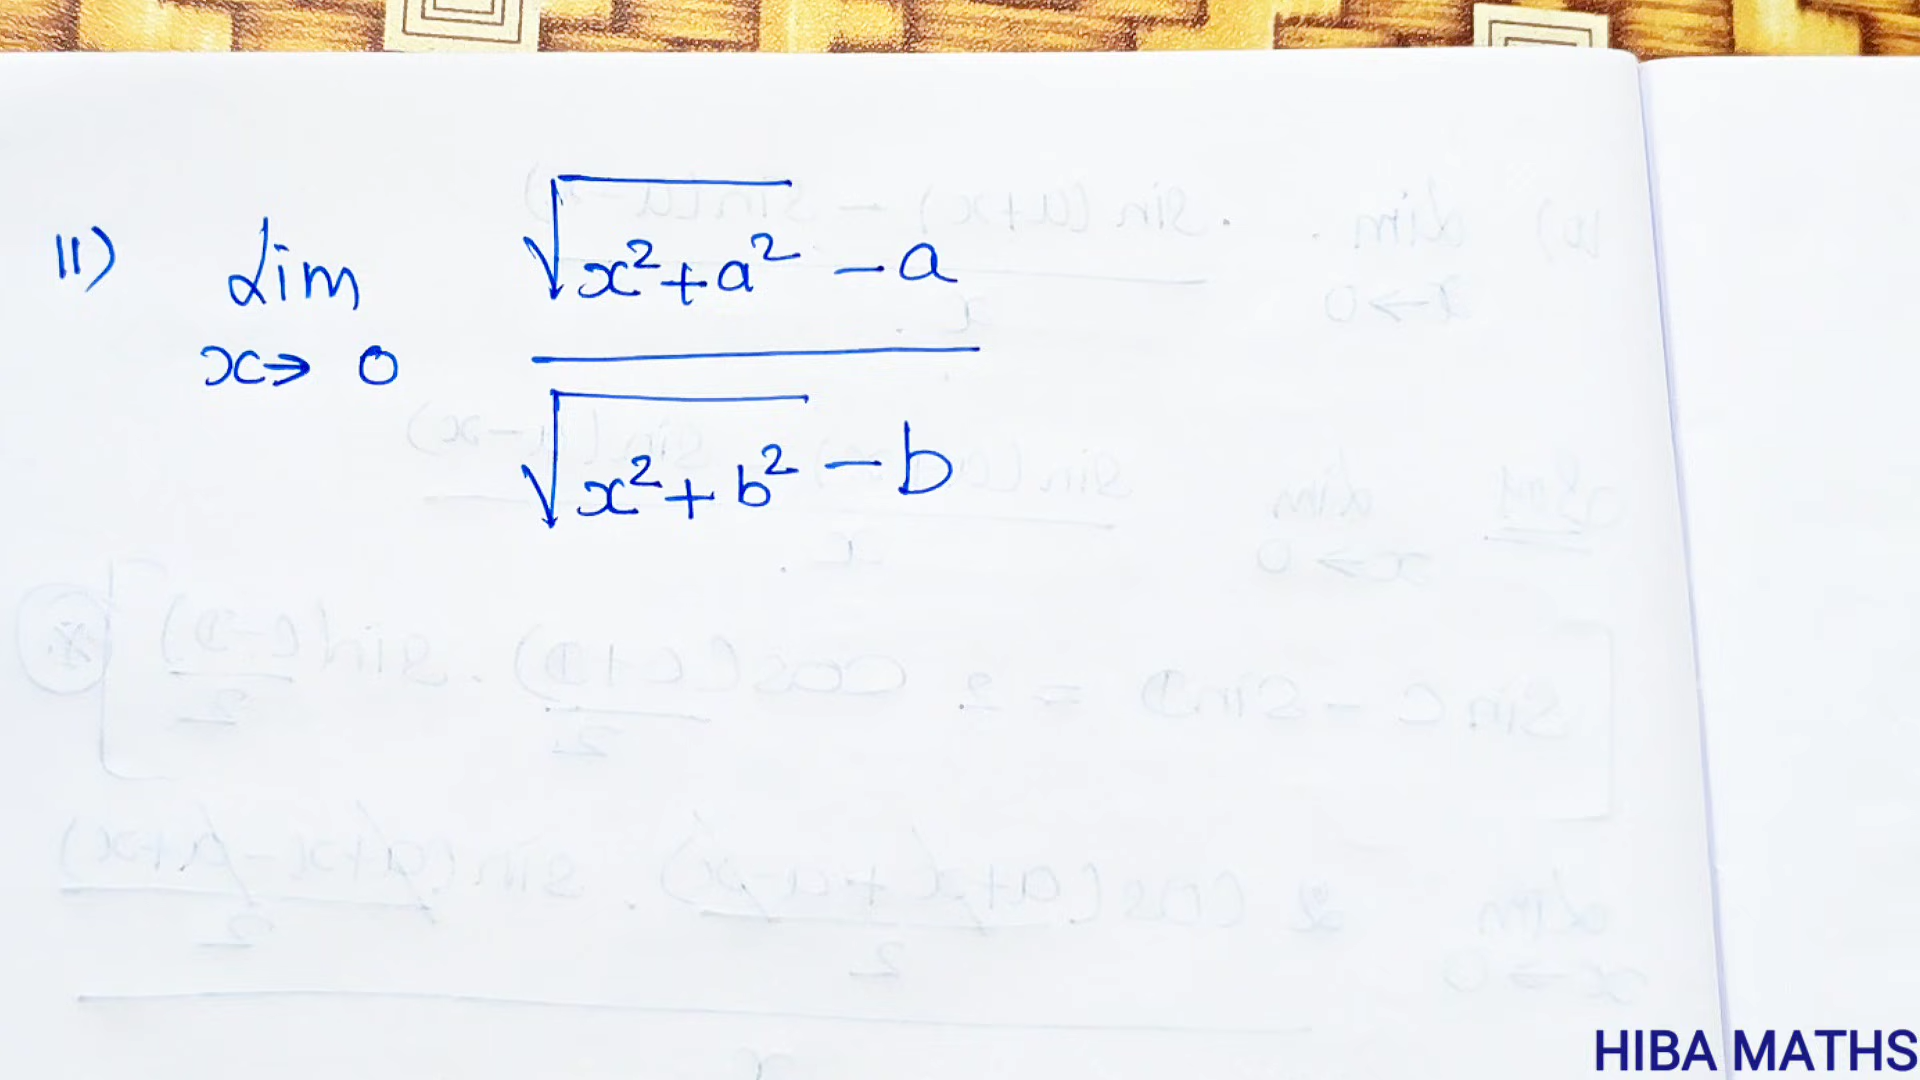 11) Lim √x²+a² - a
x→ 0 √x²+b² - b
HIBA MATHS